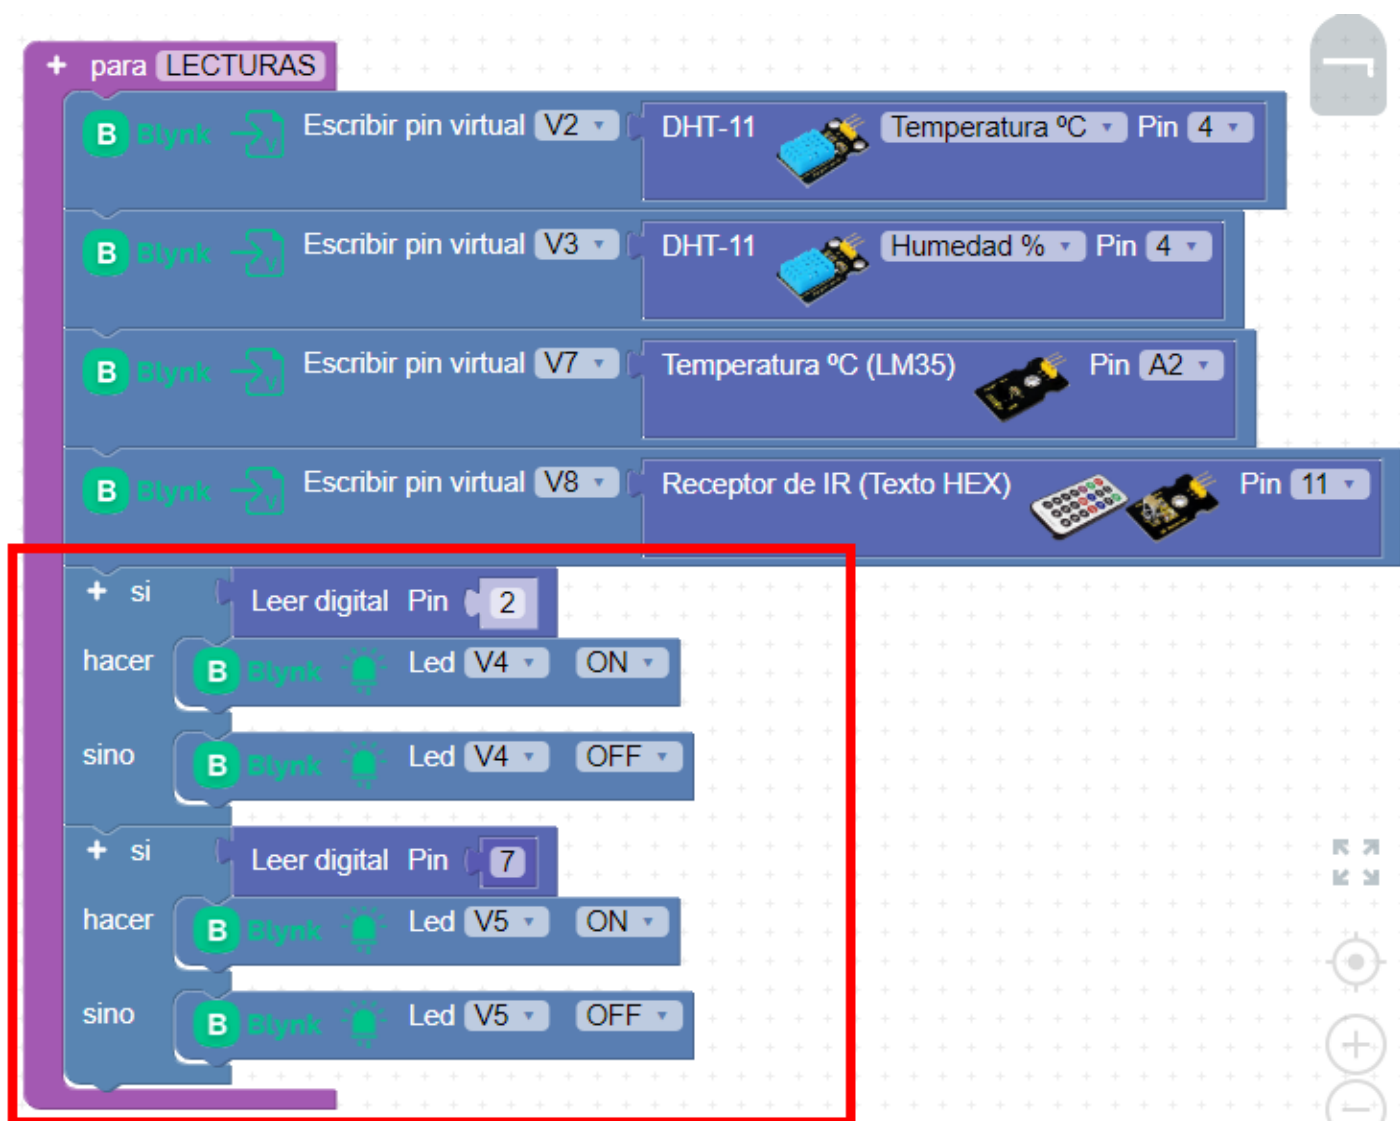 + para LECTURAS
B Blynk Escribir pin virtual V2 DHT-11 Temperatura ºC Pin 4
B Blynk Escribir pin virtual V3 DHT-11 Humedad % Pin 4
B Blynk Escribir pin virtual V7 Temperatura ºC (LM35) Pin A2
B Blynk Escribir pin virtual V8 Receptor de IR (Texto HEX) Pin 11
+ si Leer digital Pin 2
hacer B Blynk Led V4 ON
sino B Blynk Led V4 OFF
+ si Leer digital Pin 7
hacer B Blynk Led V5 ON
sino B Blynk Led V5 OFF